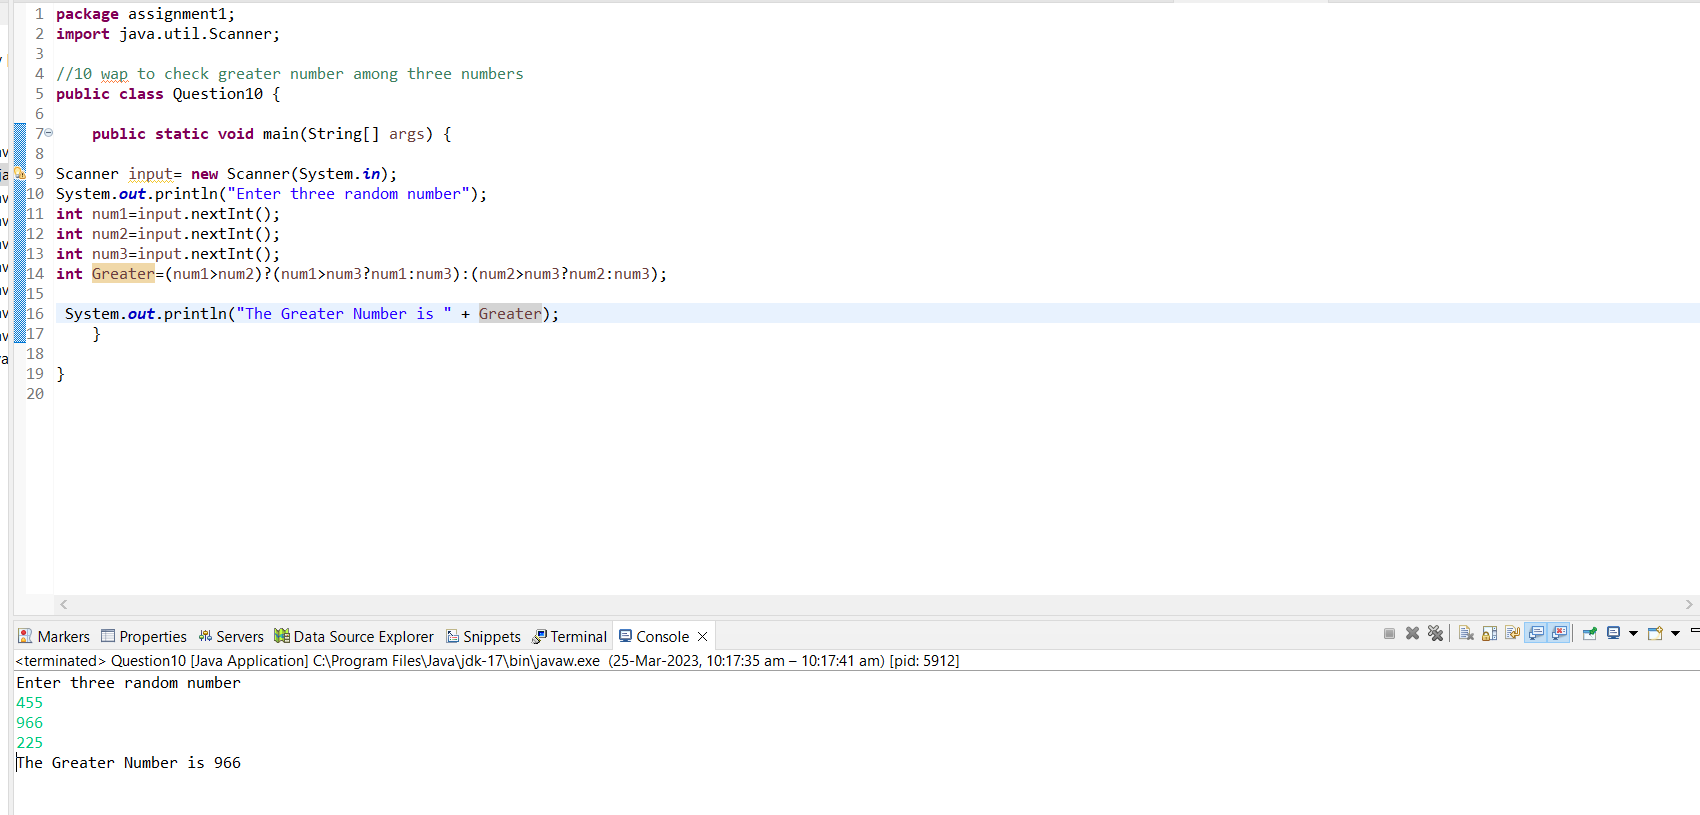 1 package assignment1;
2 import java.util.Scanner;
3
4 //10 wap to check greater number among three numbers
5 public class Question10 {
6
7 public static void main(String[] args) {
8
9 Scanner input= new Scanner(System.in);
10 System.out.println("Enter three random number");
11 int num1=input.nextInt();
12 int num2=input.nextInt();
13 int num3=input.nextInt();
14 int Greater=(num1>num2)?(num1>num3?num1:num3):(num2>num3?num2:num3);
15
16 System.out.println("The Greater Number is " + Greater);
17 }
18
19 }
20
Markers Properties Servers Data Source Explorer Snippets Terminal Console
<terminated> Question10 [Java Application] C:\Program Files\Java\jdk-17\bin\javaw.exe (25-Mar-2023, 10:17:35 am – 10:17:41 am) [pid: 5912]
Enter three random number
455
966
225
The Greater Number is 966